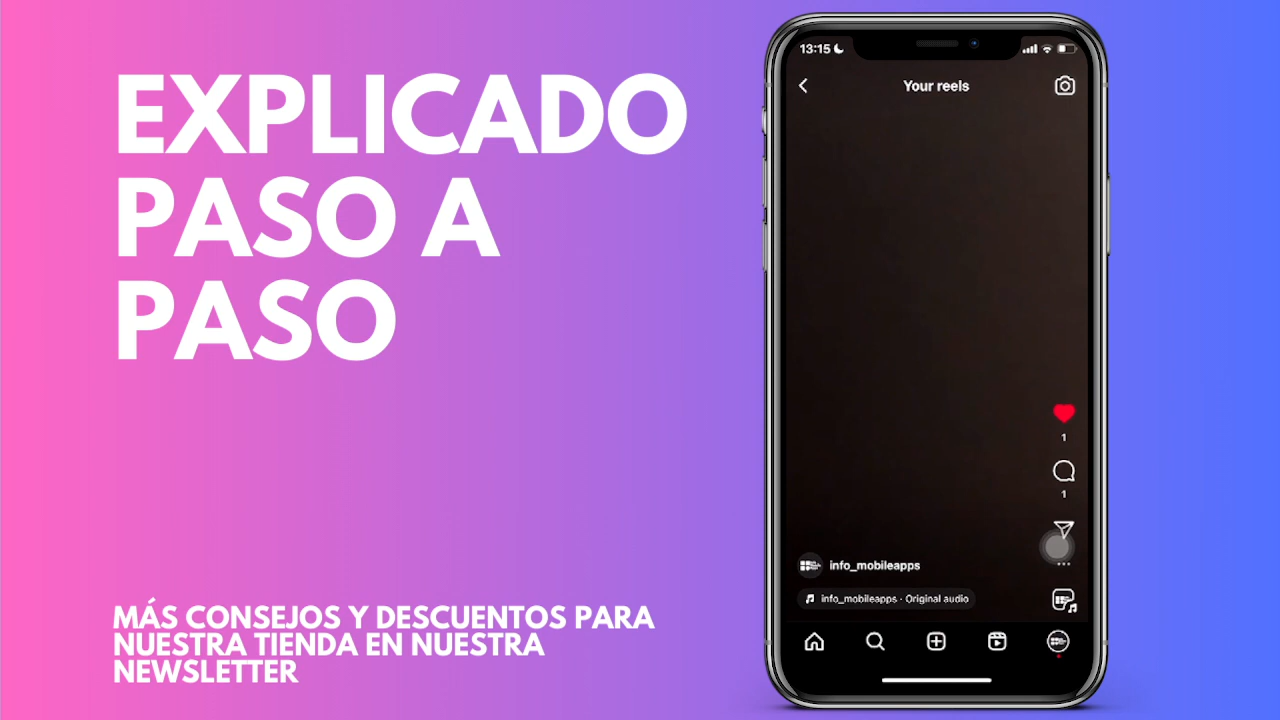 EXPLICADO
PASO A
PASO
MÁS CONSEJOS Y DESCUENTOS PARA
NUESTRA TIENDA EN NUESTRA
NEWSLETTER
13:15
Your reels
1
1
info_mobileapps
info_mobileapps · Original audio